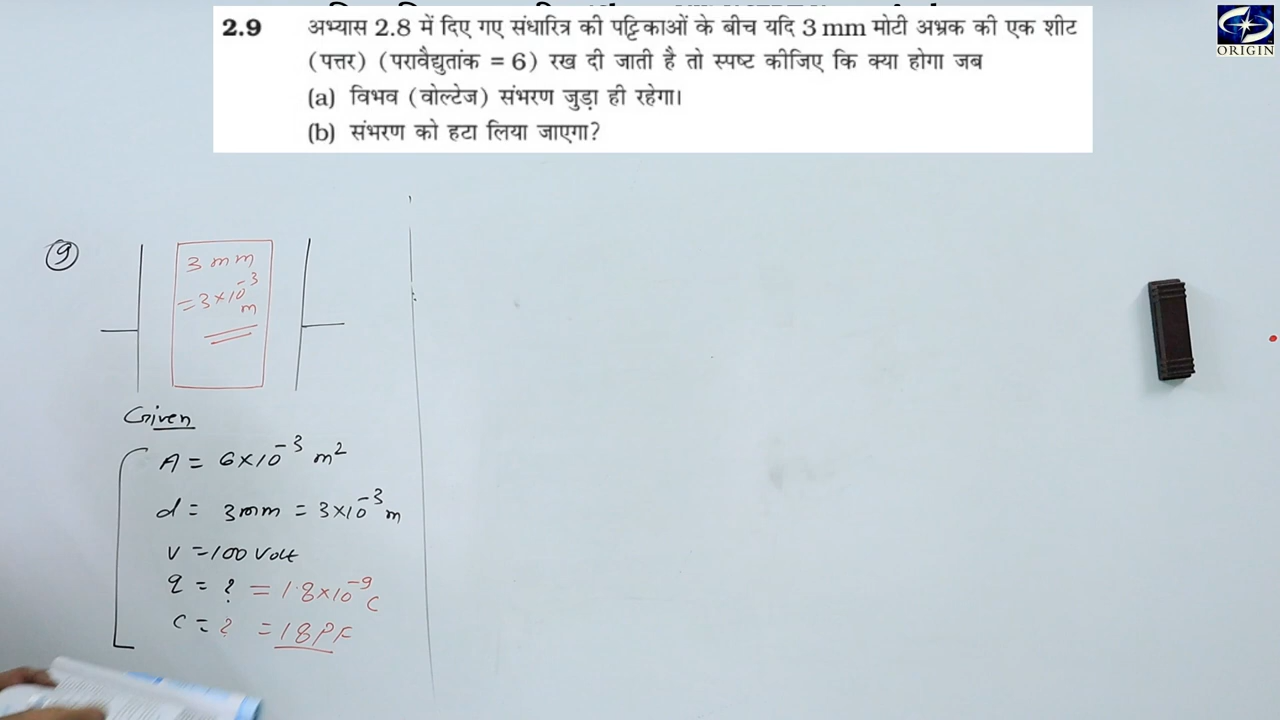 2.9 अभ्यास 2.8 में दिए गए संधारित्र की पट्टिकाओं के बीच यदि 3 mm मोटी अभ्रक की एक शीट
(पत्तर) (परावैद्युतांक = 6) रख दी जाती है तो स्पष्ट कीजिए कि क्या होगा जब
(a) विभव (वोल्टेज) संभरण जुड़ा ही रहेगा।
(b) संभरण को हटा लिया जाएगा?
ORIGIN
9
3 mm
= 3×10⁻³
m
Given
A = 6×10⁻³ m²
d = 3mm = 3×10⁻³ m
V = 100 Volt
q = ? = 1.8×10⁻⁹ C
C = ? = 18 PF